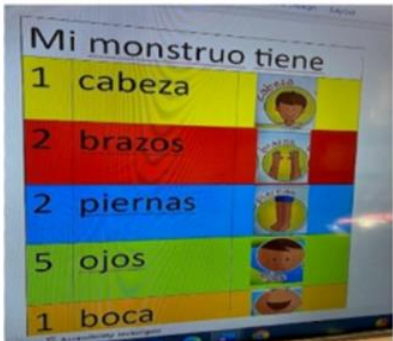 Mi monstruo tiene
1 cabeza
2 brazos
2 piernas
5 ojos
1 boca